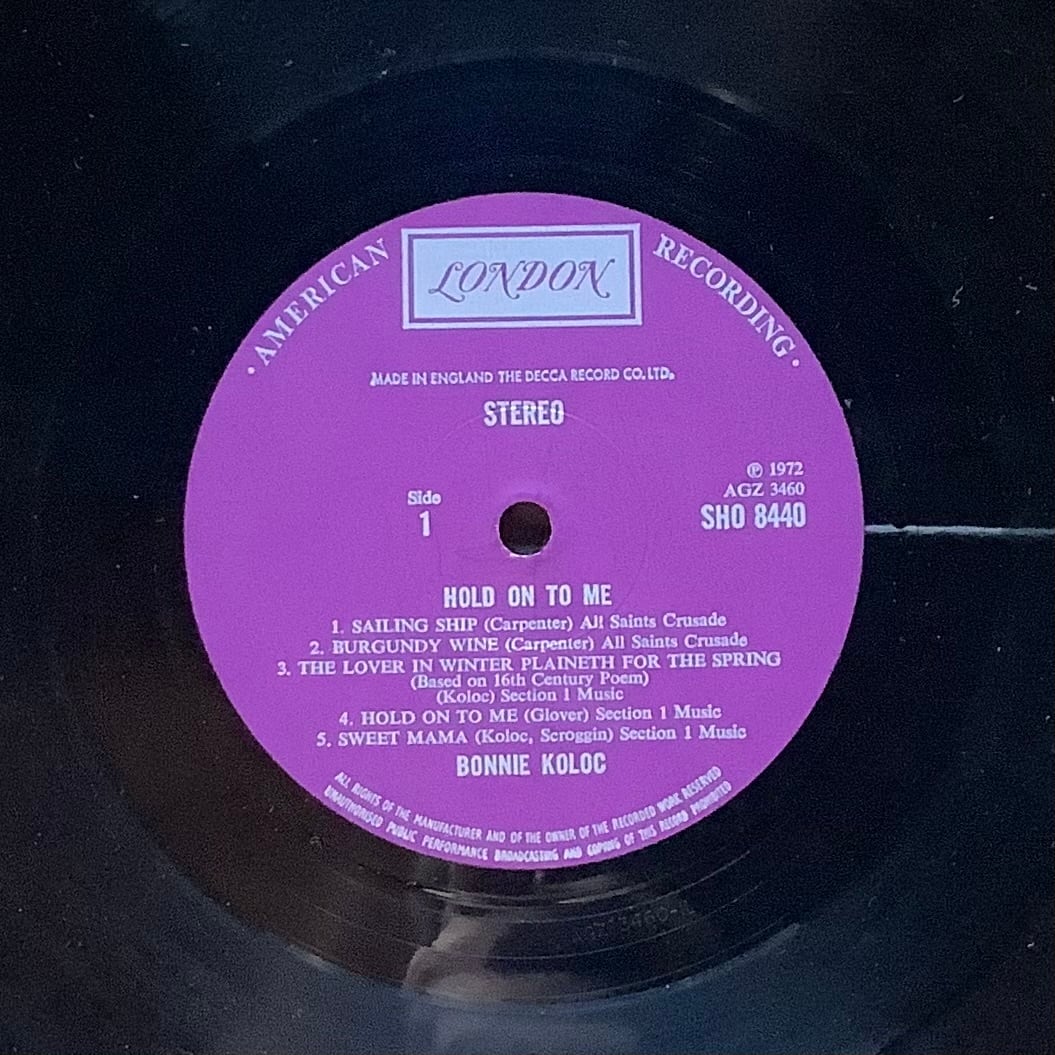 · AMERICAN
LONDON
RECORDING ·
MADE IN ENGLAND THE DECCA RECORD CO. LTD.
STEREO
℗ 1972
AGZ 3460
SHO 8440
Side
1
HOLD ON TO ME
1. SAILING SHIP (Carpenter) All Saints Crusade
2. BURGUNDY WINE (Carpenter) All Saints Crusade
3. THE LOVER IN WINTER PLAINETH FOR THE SPRING
(Based on 16th Century Poem)
(Koloc) Section 1 Music
4. HOLD ON TO ME (Glover) Section 1 Music
5. SWEET MAMA (Koloc, Scroggin) Section 1 Music
BONNIE KOLOC
ALL RIGHTS OF THE MANUFACTURER AND OF THE OWNER OF THE RECORDED WORK RESERVED
UNAUTHORISED PUBLIC PERFORMANCE BROADCASTING AND COPYING OF THIS RECORD PROHIBITED